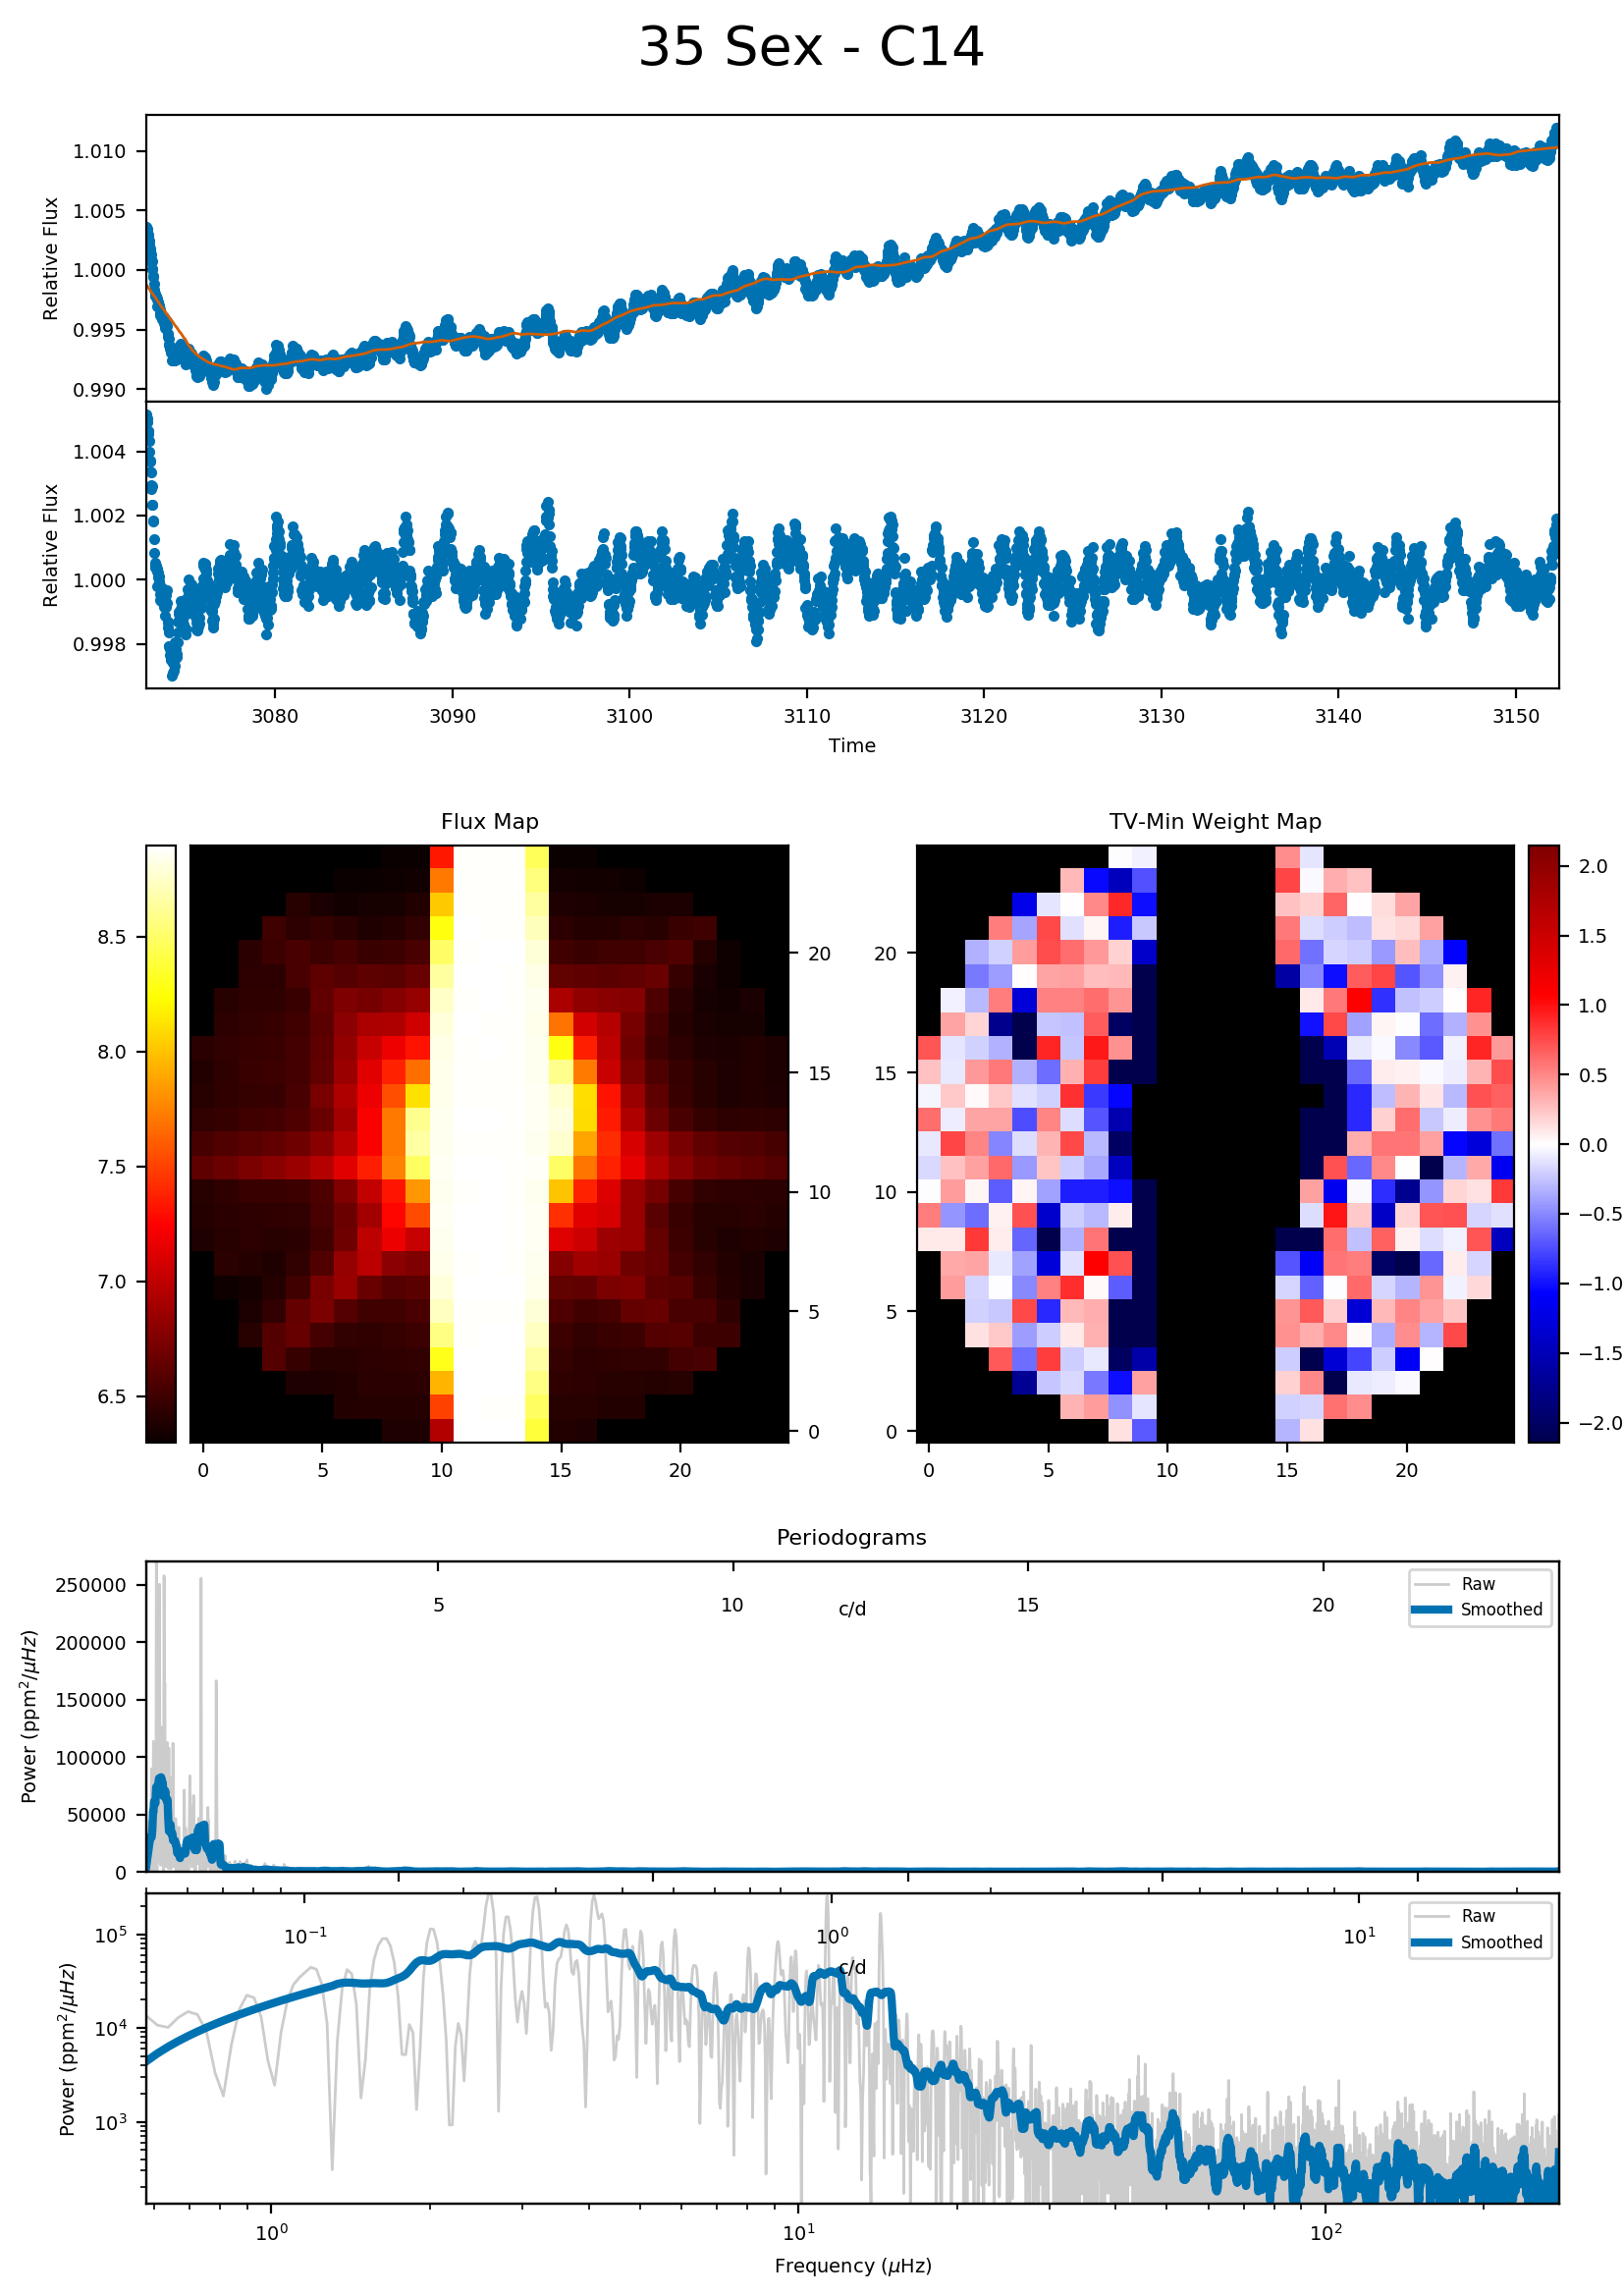 35 Sex - C14
Relative Flux
1.010
1.005
1.000
0.995
0.990
Relative Flux
1.004
1.002
1.000
0.998
3080 3090 3100 3110 3120 3130 3140 3150
Time
Flux Map
8.5
8.0
7.5
7.0
6.5
20
15
10
5
0
0 5 10 15 20
TV-Min Weight Map
20
15
10
5
0
0 5 10 15 20
2.0
1.5
1.0
0.5
0.0
−0.5
−1.0
−1.5
−2.0
Periodograms
Power (ppm²/μHz)
250000
200000
150000
100000
50000
0
5 10 15 20
c/d
Raw
Smoothed
Power (ppm²/μHz)
10⁵
10⁴
10³
10⁻¹ 10⁰ 10¹
c/d
Raw
Smoothed
10⁰ 10¹ 10²
Frequency (μHz)